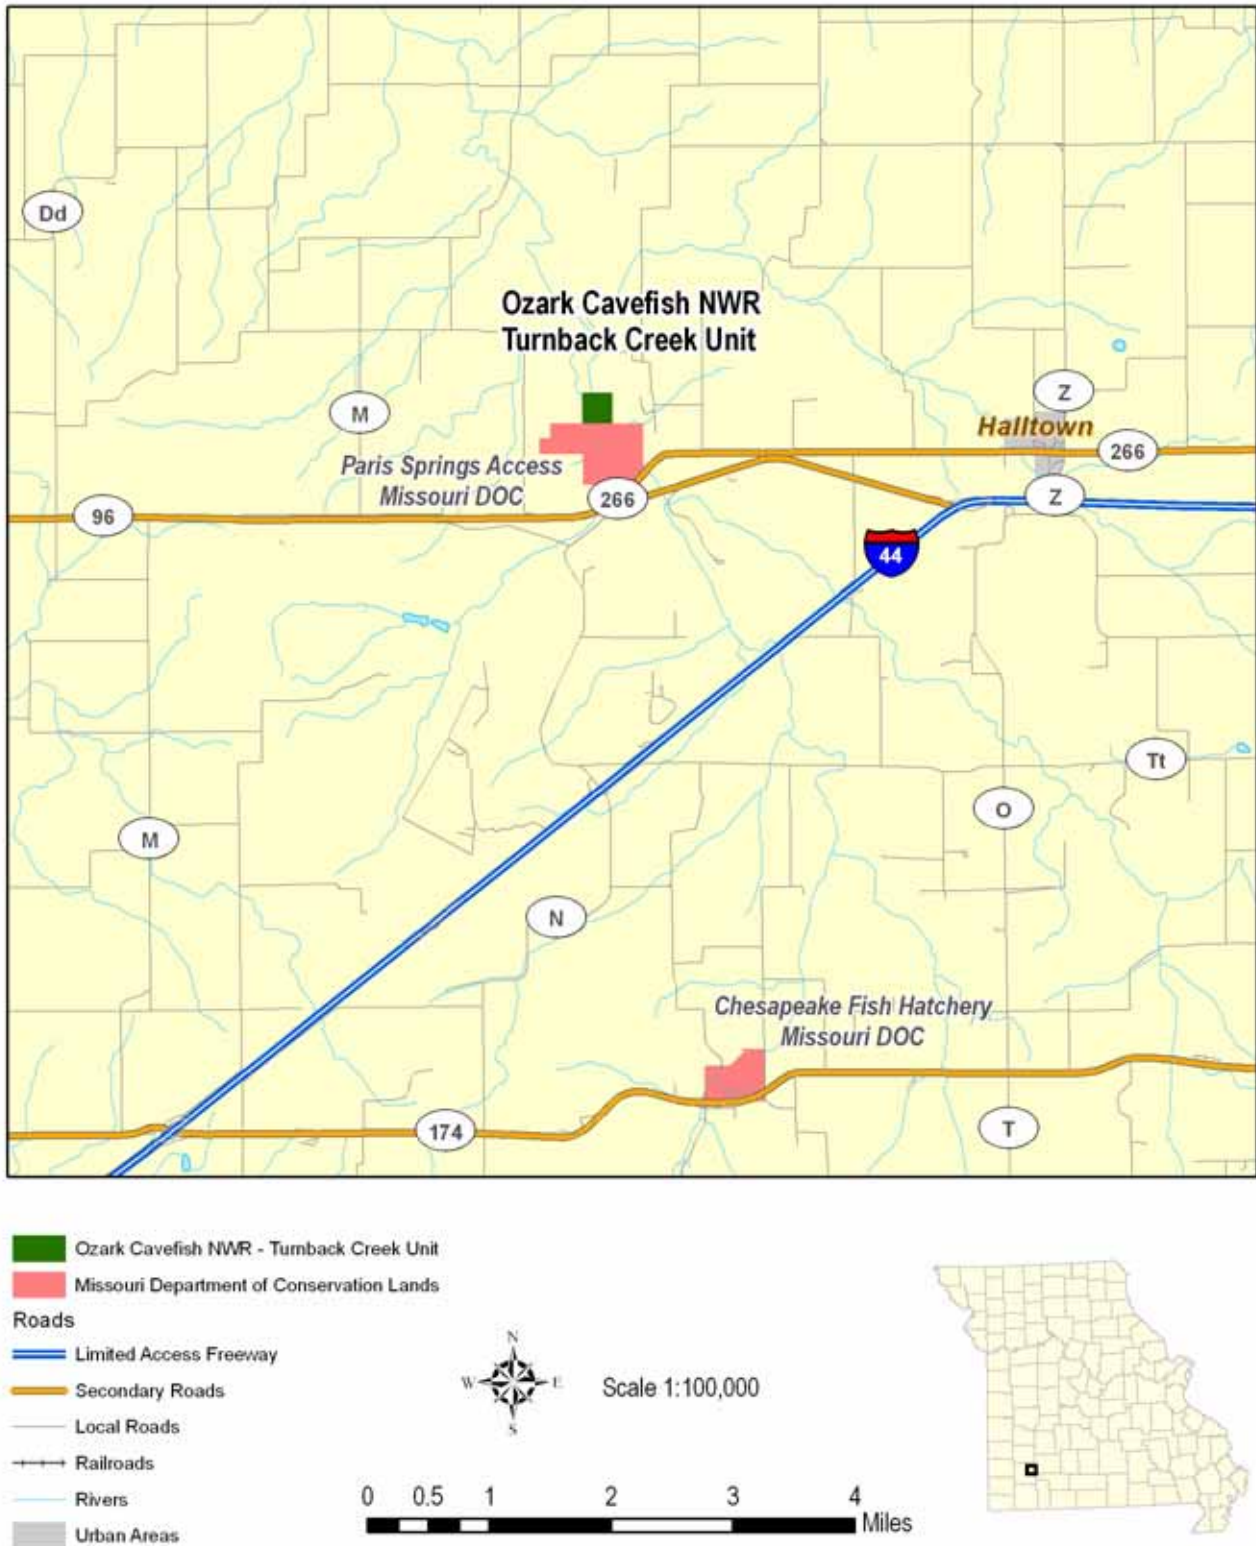 Dd
Ozark Cavefish NWR
Turnback Creek Unit
M
Z
Halltown
266
Paris Springs Access
Missouri DOC
266
Z
96
44
Tt
O
M
N
Chesapeake Fish Hatchery
Missouri DOC
174
T
Ozark Cavefish NWR - Turnback Creek Unit
Missouri Department of Conservation Lands
Roads
Limited Access Freeway
Secondary Roads
Local Roads
Railroads
Rivers
Urban Areas
N
W E
S
Scale 1:100,000
0 0.5 1 2 3 4
Miles